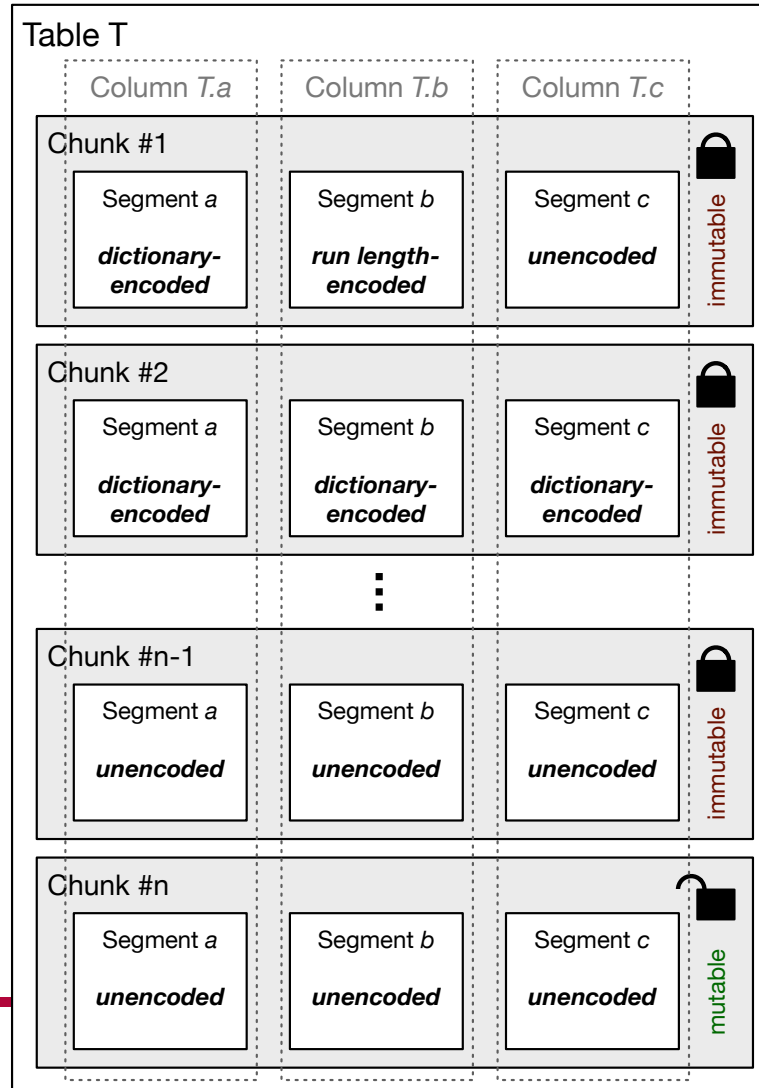 Table T
Column T.a
Column T.b
Column T.c
Chunk #1
Segment a
dictionary-
encoded
Segment b
run length-
encoded
Segment c
unencoded
immutable
Chunk #2
Segment a
dictionary-
encoded
Segment b
dictionary-
encoded
Segment c
dictionary-
encoded
immutable
⋮
Chunk #n-1
Segment a
unencoded
Segment b
unencoded
Segment c
unencoded
immutable
Chunk #n
Segment a
unencoded
Segment b
unencoded
Segment c
unencoded
mutable